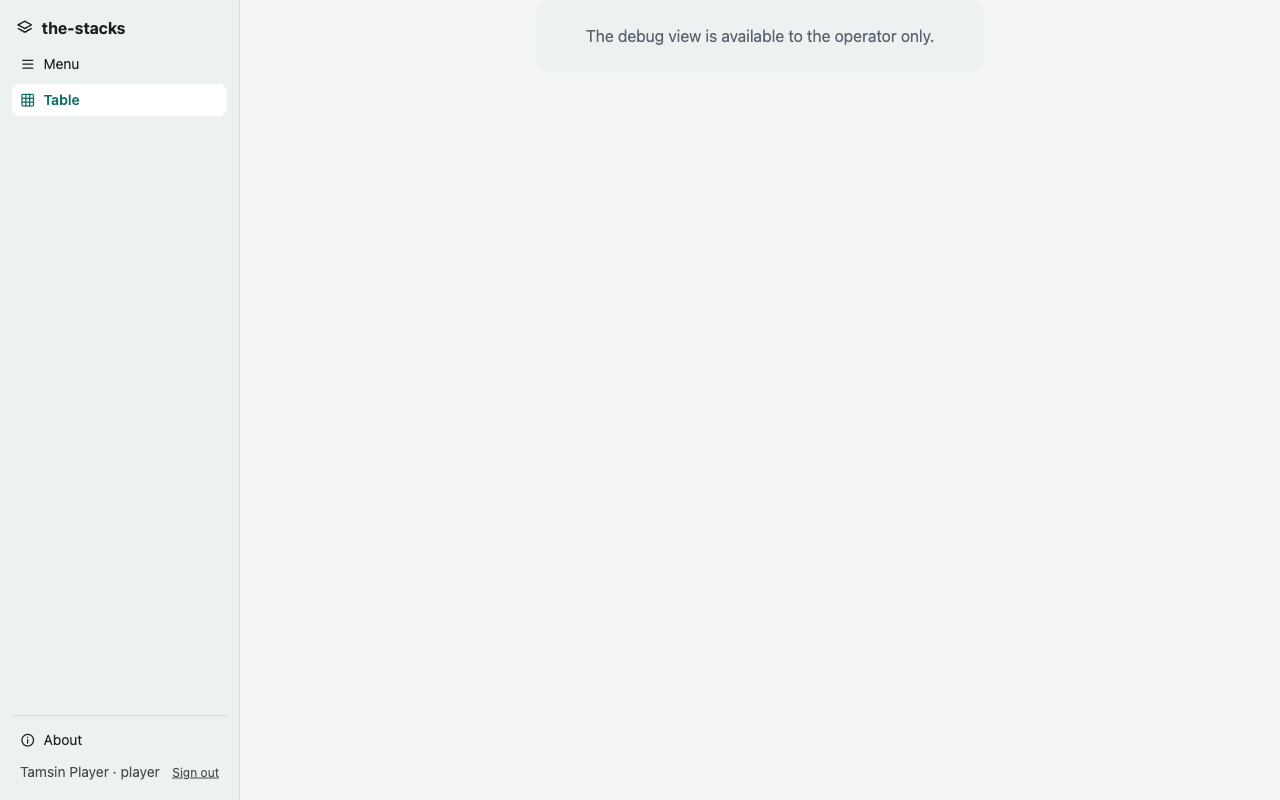 the-stacks
Menu
Table
The debug view is available to the operator only.
About
Tamsin Player · player Sign out